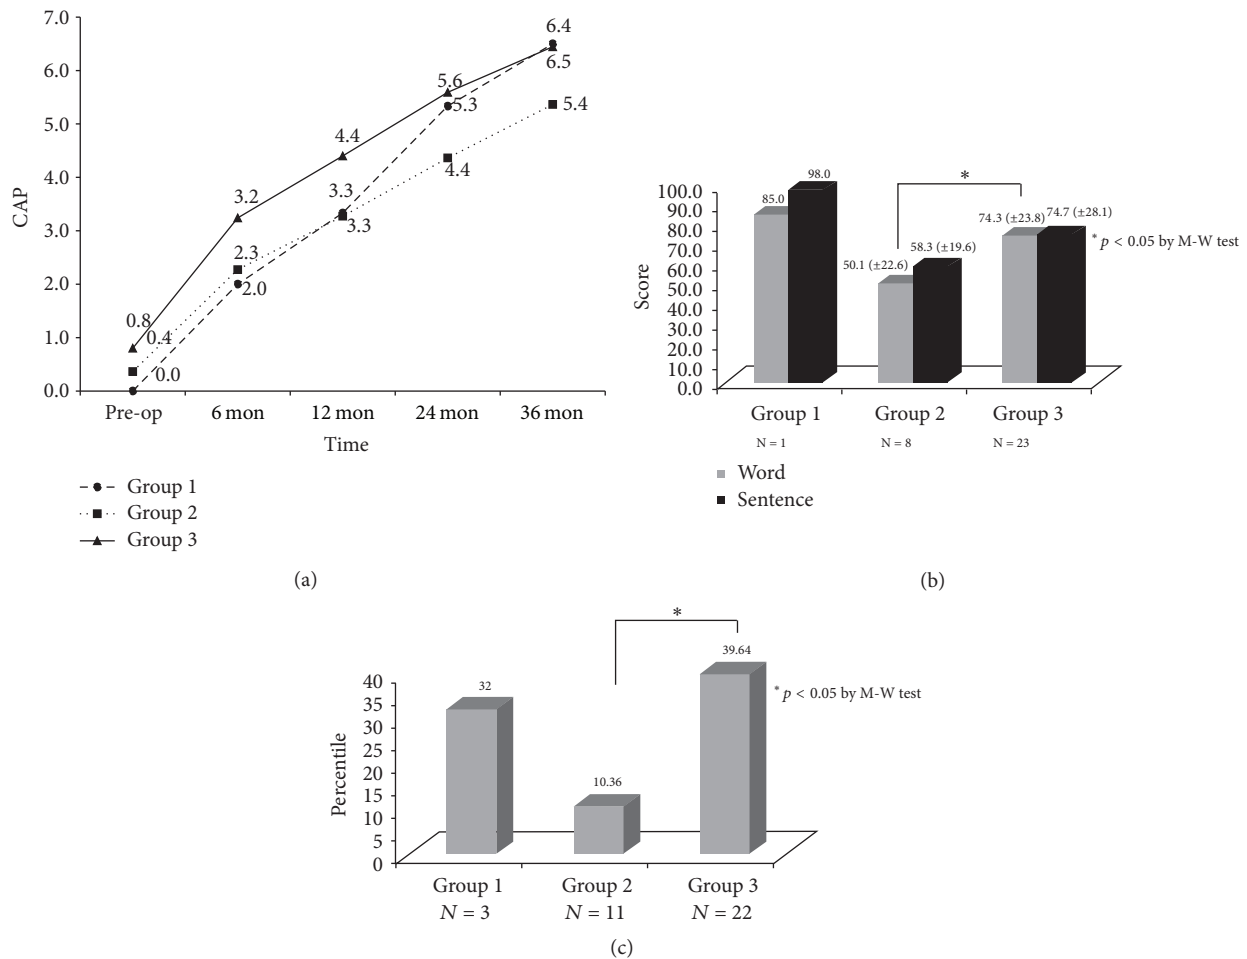 7.0
6.0
5.0
4.0
3.0
2.0
1.0
0.0
CAP
0.8
0.4
0.0
3.2
2.3
2.0
4.4
3.3
3.3
5.6
5.3
4.4
6.4
6.5
5.4
Pre-op 6 mon 12 mon 24 mon 36 mon
Time
Group 1
Group 2
Group 3
(a)
100.0
90.0
80.0
70.0
60.0
50.0
40.0
30.0
20.0
10.0
0.0
Score
85.0
98.0
50.1 (±22.6)
58.3 (±19.6)
74.3 (±23.8)
74.7 (±28.1)
*
* p < 0.05 by M-W test
Group 1 Group 2 Group 3
N = 1 N = 8 N = 23
Word
Sentence
(b)
40
35
30
25
20
15
10
5
0
Percentile
32
10.36
39.64
*
* p < 0.05 by M-W test
Group 1 Group 2 Group 3
N = 3 N = 11 N = 22
(c)